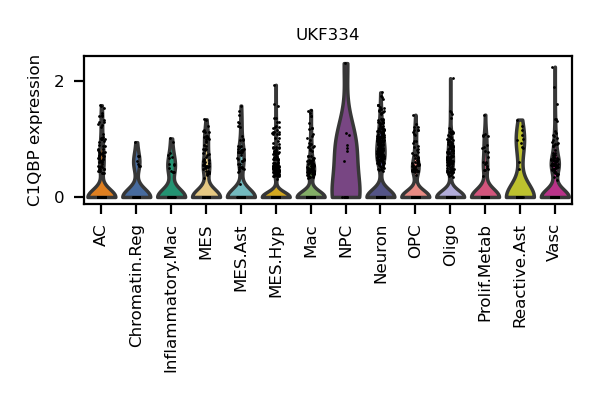 UKF334
C1QBP expression
2
0
AC
Chromatin.Reg
Inflammatory.Mac
MES
MES.Ast
MES.Hyp
Mac
NPC
Neuron
OPC
Oligo
Prolif.Metab
Reactive.Ast
Vasc